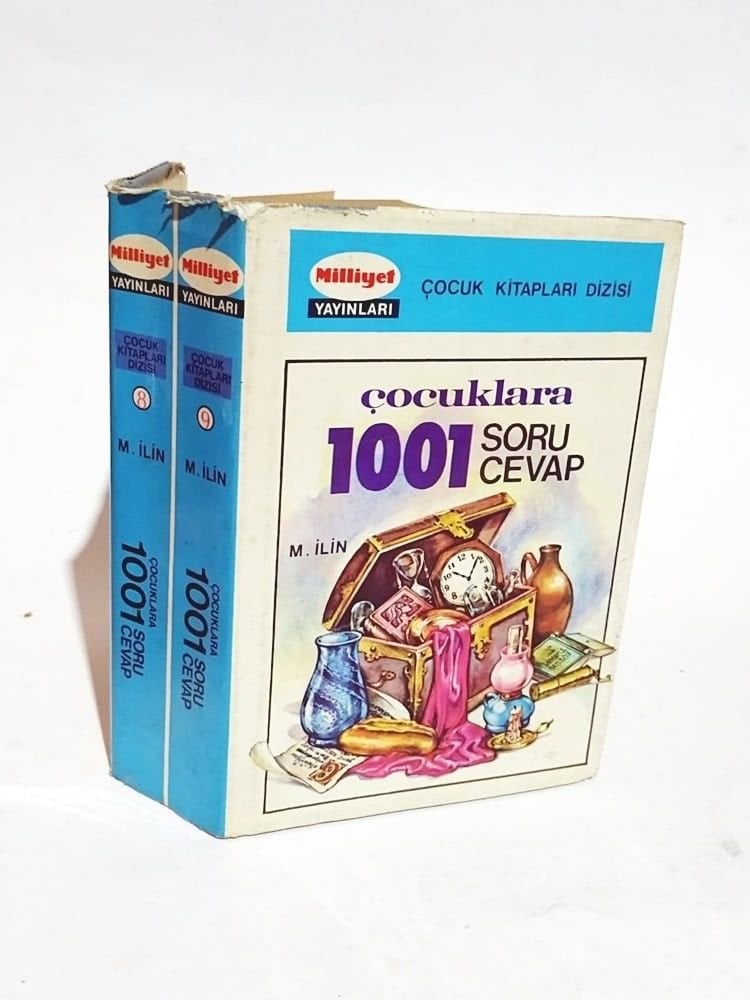 Milliyet
YAYINLARI
ÇOCUK
KİTAPLARI
DİZİSİ
8
M. İLİN
ÇOCUKLARA
1001 SORU
CEVAP
Milliyet
YAYINLARI
ÇOCUK
KİTAPLARI
DİZİSİ
9
M. İLİN
ÇOCUKLARA
1001 SORU
CEVAP
Milliyet
YAYINLARI
ÇOCUK KİTAPLARI DİZİSİ
çocuklara
1001 SORU
CEVAP
M. İLİN